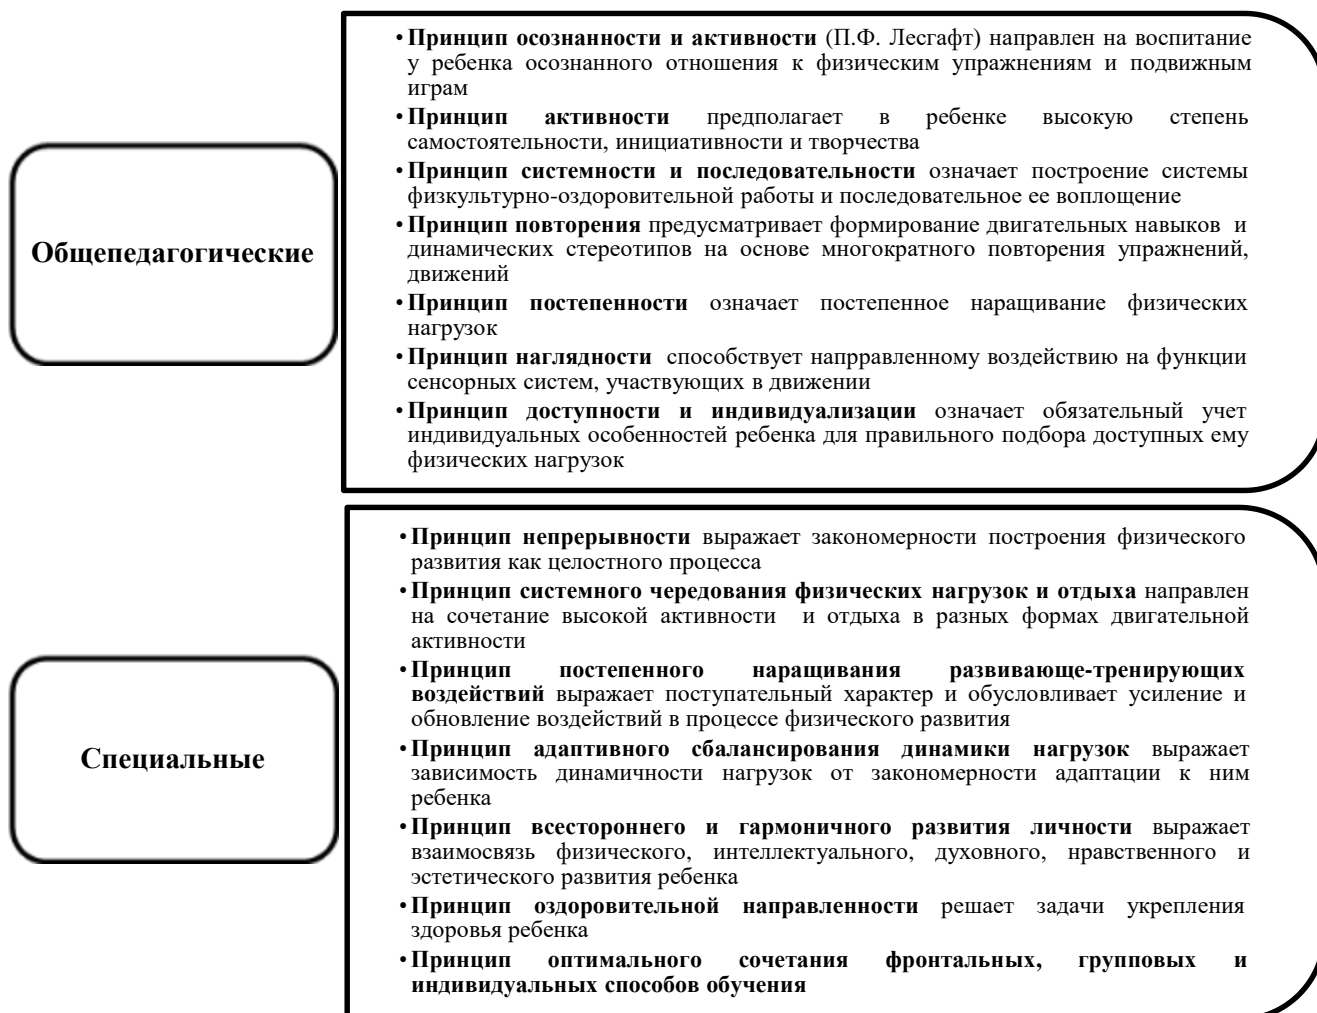 Общепедагогические
• Принцип осознанности и активности (П.Ф. Лесгафт) направлен на воспитание
у ребенка осознанного отношения к физическим упражнениям и подвижным
играм
• Принцип активности предполагает в ребенке высокую степень
самостоятельности, инициативности и творчества
• Принцип системности и последовательности означает построение системы
физкультурно-оздоровительной работы и последовательное ее воплощение
• Принцип повторения предусматривает формирование двигательных навыков и
динамических стереотипов на основе многократного повторения упражнений,
движений
• Принцип постепенности означает постепенное наращивание физических
нагрузок
• Принцип наглядности способствует напрравленному воздействию на функции
сенсорных систем, участвующих в движении
• Принцип доступности и индивидуализации означает обязательный учет
индивидуальных особенностей ребенка для правильного подбора доступных ему
физических нагрузок
Специальные
• Принцип непрерывности выражает закономерности построения физического
развития как целостного процесса
• Принцип системного чередования физических нагрузок и отдыха направлен
на сочетание высокой активности и отдыха в разных формах двигательной
активности
• Принцип постепенного наращивания развивающе-тренирующих
воздействий выражает поступательный характер и обусловливает усиление и
обновление воздействий в процессе физического развития
• Принцип адаптивного сбалансирования динамики нагрузок выражает
зависимость динамичности нагрузок от закономерности адаптации к ним
ребенка
• Принцип всестороннего и гармоничного развития личности выражает
взаимосвязь физического, интеллектуального, духовного, нравственного и
эстетического развития ребенка
• Принцип оздоровительной направленности решает задачи укрепления
здоровья ребенка
• Принцип оптимального сочетания фронтальных, групповых и
индивидуальных способов обучения